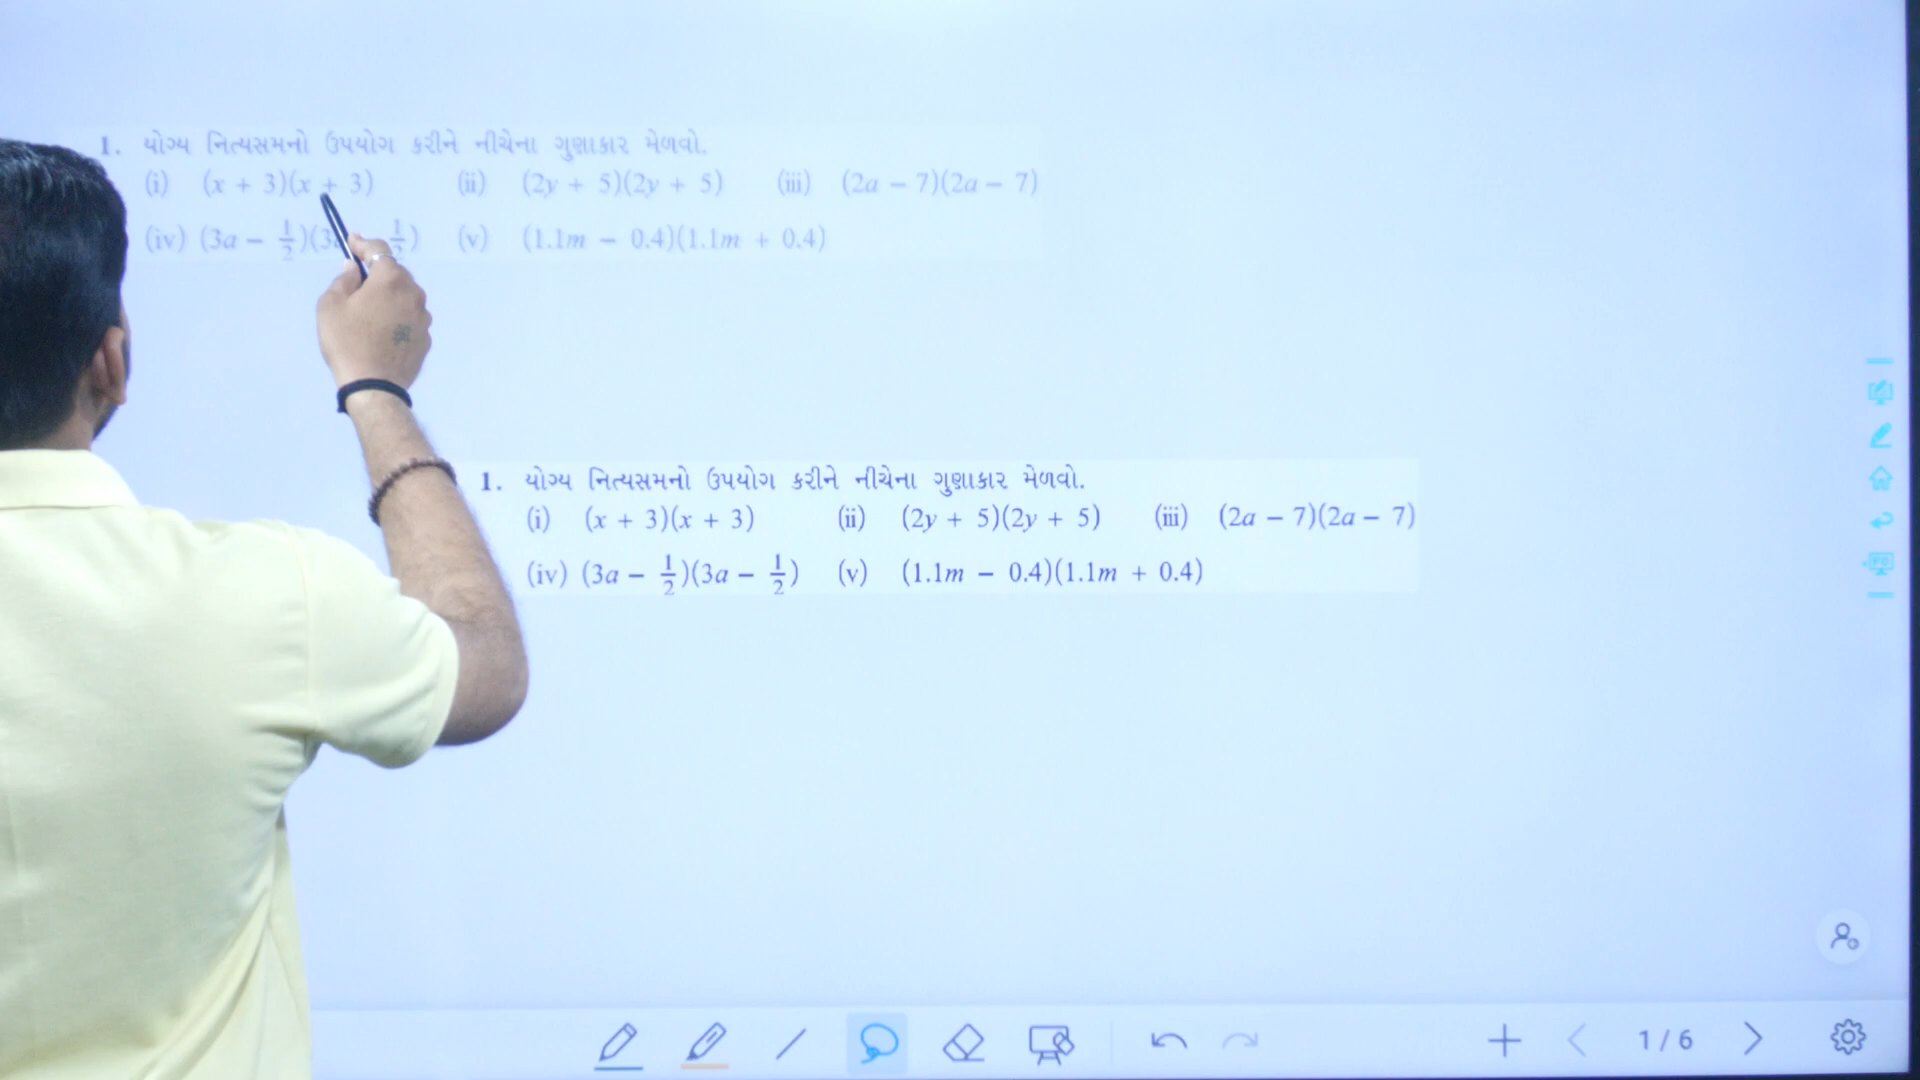 1. યોગ્ય નિત્યસમનો ઉપયોગ કરીને નીચેના ગુણાકાર મેળવો.
(i) (x + 3)(x + 3) (ii) (2y + 5)(2y + 5) (iii) (2a − 7)(2a − 7)
(iv) (3a − 1/2)(3a − 1/2) (v) (1.1m − 0.4)(1.1m + 0.4)
1. યોગ્ય નિત્યસમનો ઉપયોગ કરીને નીચેના ગુણાકાર મેળવો.
(i) (x + 3)(x + 3) (ii) (2y + 5)(2y + 5) (iii) (2a − 7)(2a − 7)
(iv) (3a − 1/2)(3a − 1/2) (v) (1.1m − 0.4)(1.1m + 0.4)
1 / 6